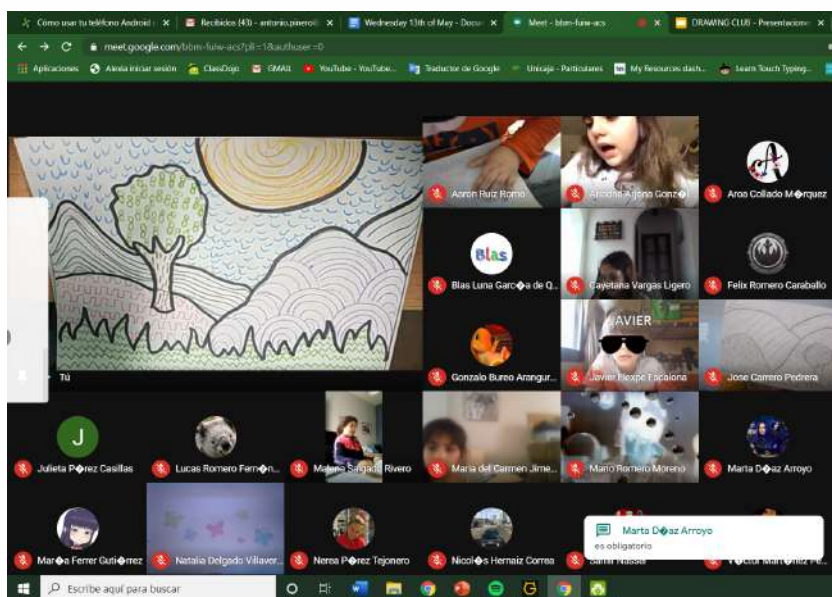 Cómo usar tu teléfono Android
Recibidos (43) - antonio.pinero
Wednesday 13th of May - Docu
Meet - bbm-fuiw-acs
DRAWING CLUB - Presentacione
meet.google.com/bbm-fuiw-acs?pli=1&authuser=0
Aplicaciones
Alexia iniciar sesión
ClassDojo
GMAIL
YouTube - YouTube...
Traductor de Google
Unicaja - Particulares
My Resources dash...
Learn Touch Typing...
Aaron Ruiz Romo
Aroa Collado M�rquez
Blas
Blas Luna Garc�a de Q...
Cayetana Vargas Ligero
Felix Romero Caraballo
AVIER
Gonzalo Bureo Arangur...
Jose Carrero Pedrera
Tú
J
Julieta P�rez Casillas
Lucas Romero Fern�n...
Salgado Rivero
Maria del Carmen Jime...
Mario Romero Moreno
Marta D�az Arroyo
Mar�a Ferrer Guti�rrez
Natalia Delgado Villaver...
Nerea P�rez Tejonero
Nicol�s Hernaiz Correa
Samir Nasser
Marta D�az Arroyo
es obligatorio
Escribe aquí para buscar